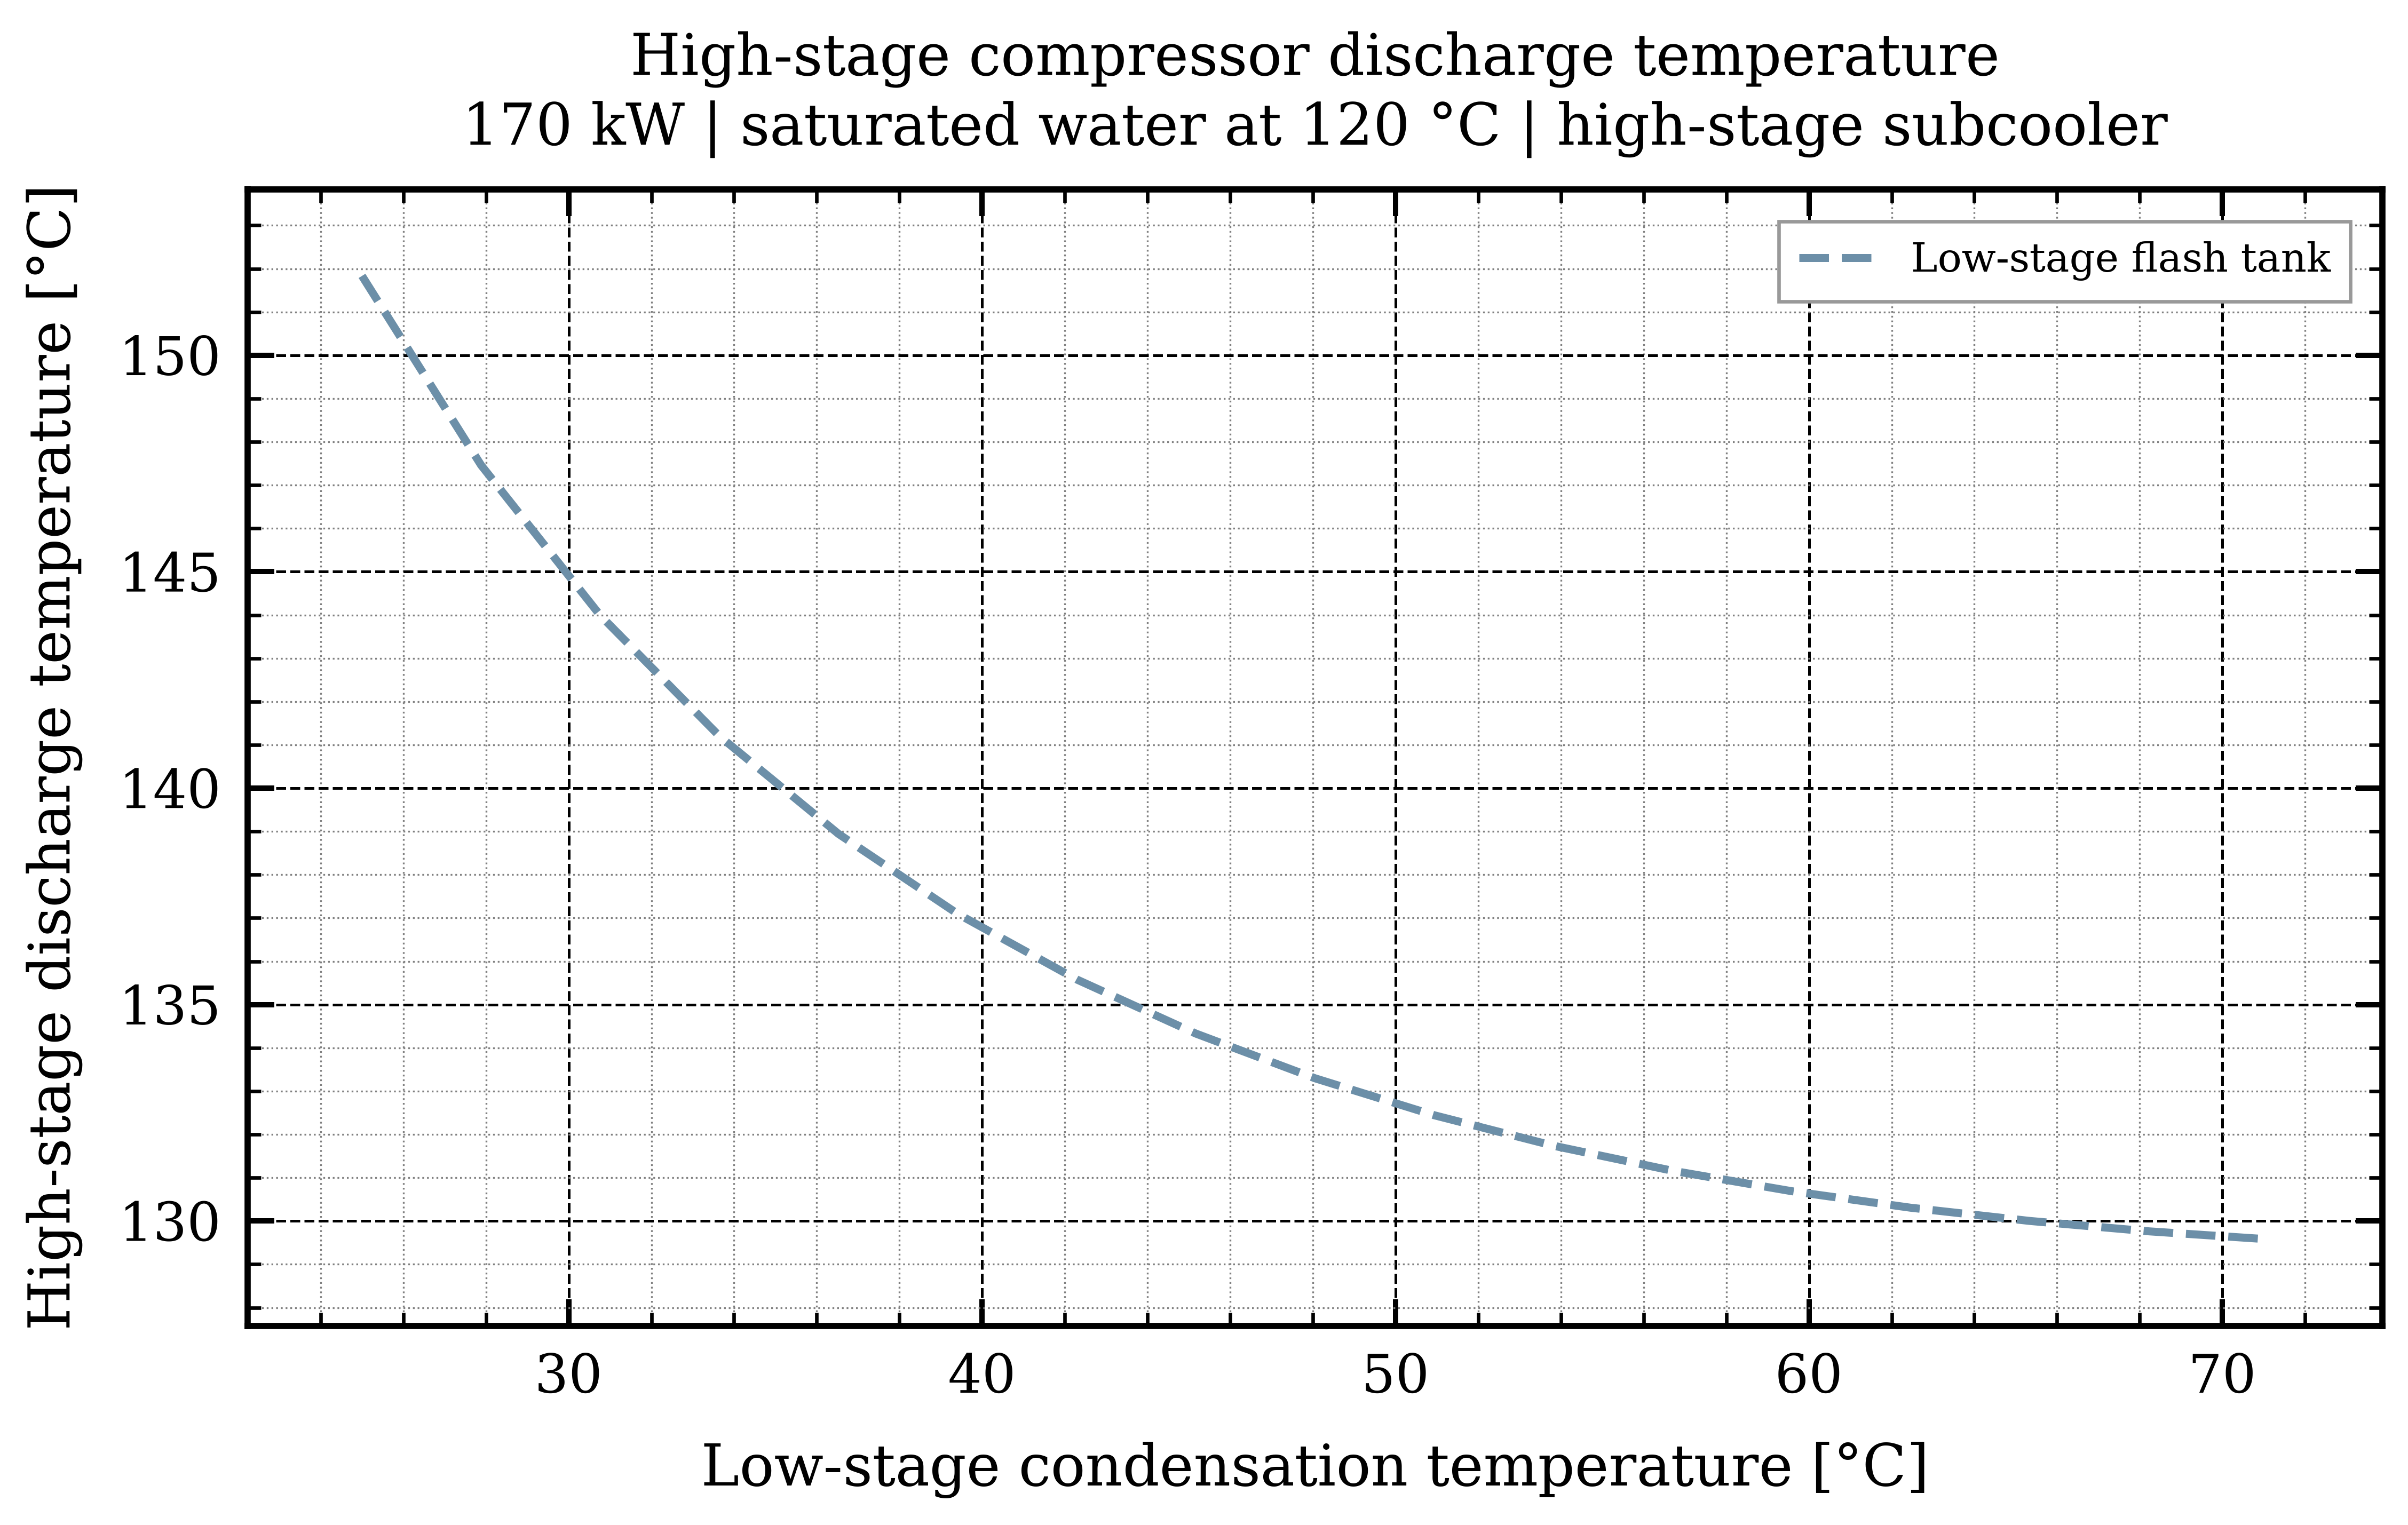 High-stage compressor discharge temperature
170 kW | saturated water at 120 °C | high-stage subcooler
High-stage discharge temperature [°C]
Low-stage flash tank
150
145
140
135
130
30 40 50 60 70
Low-stage condensation temperature [°C]